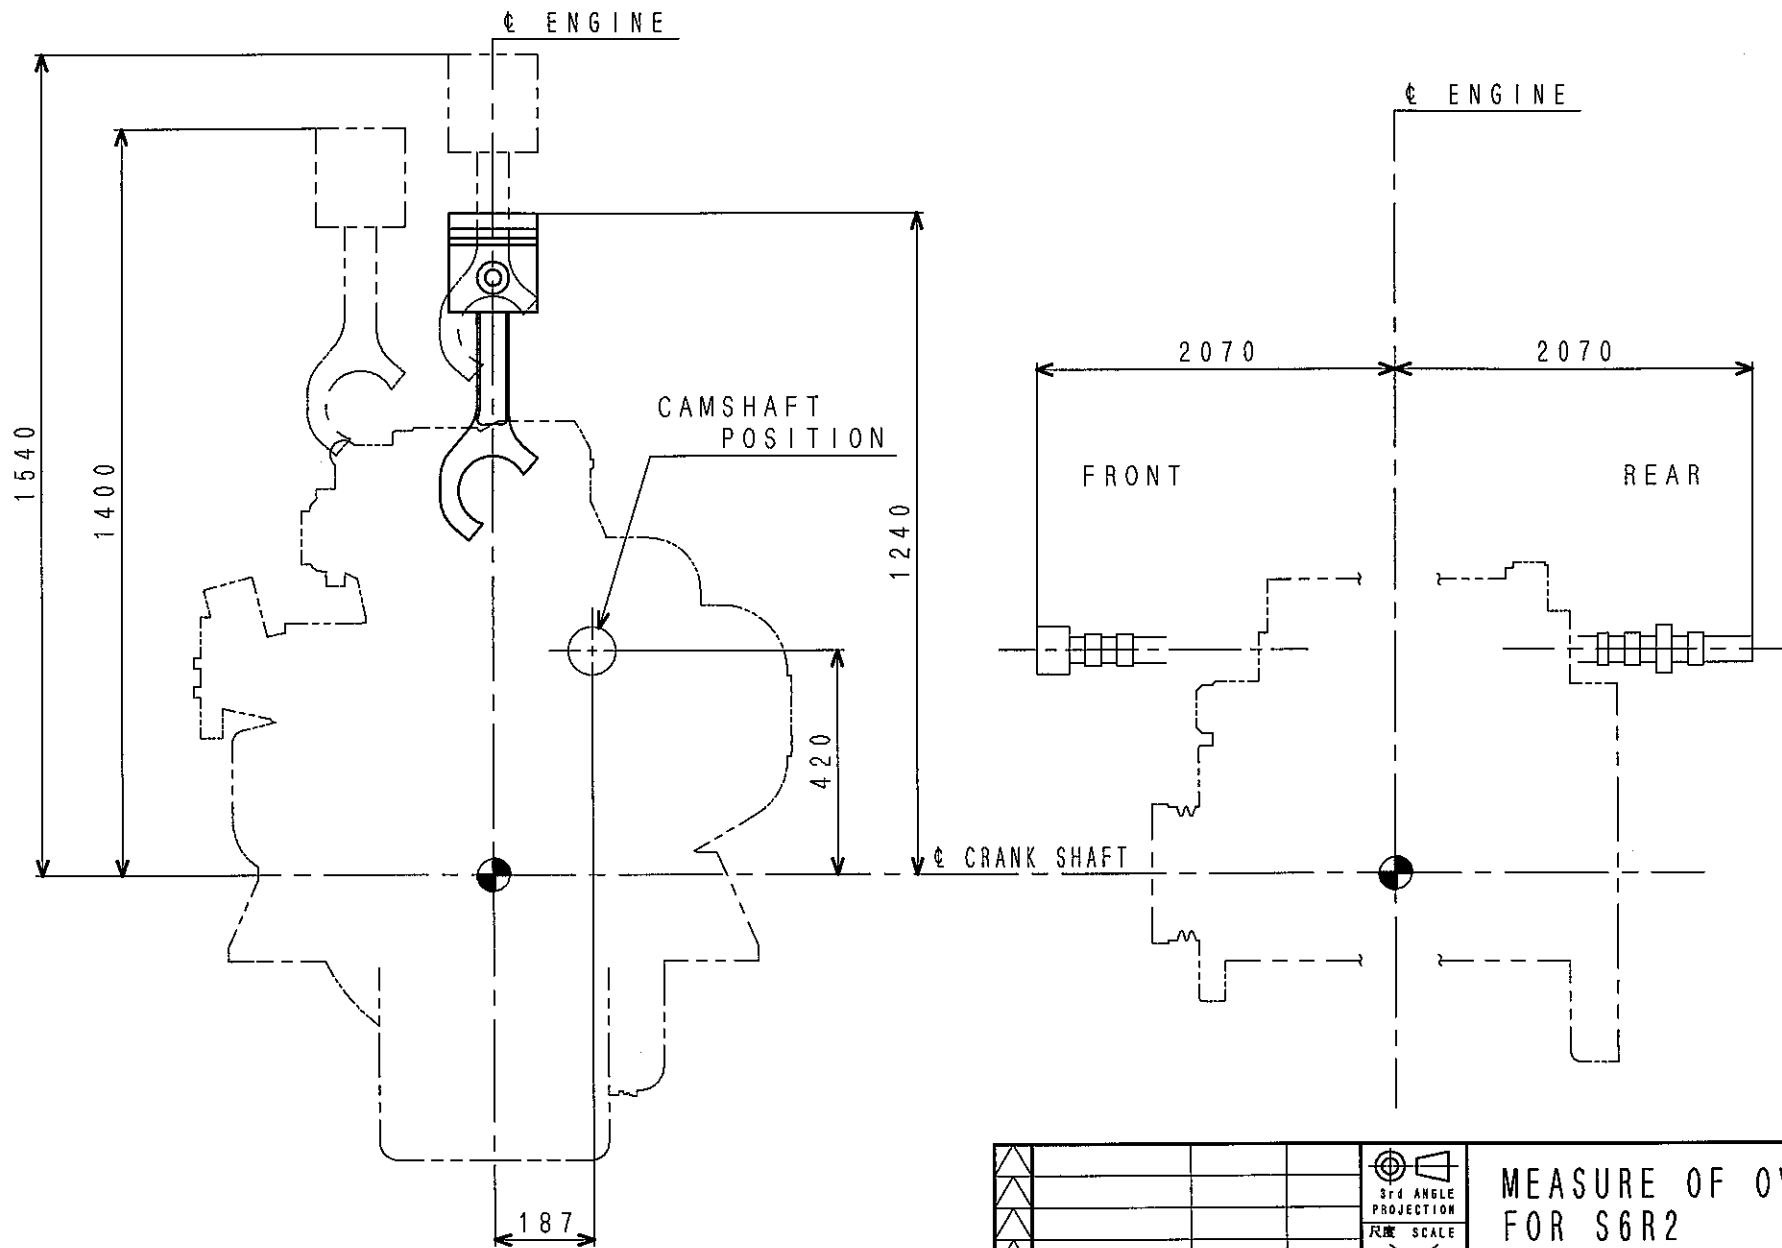 ℄ ENGINE
℄ ENGINE
1540
1400
1240
420
187
2070
2070
CAMSHAFT
POSITION
FRONT
REAR
℄ CRANK SHAFT
3rd ANGLE
PROJECTION
尺度 SCALE
MEASURE OF
FOR S6R2